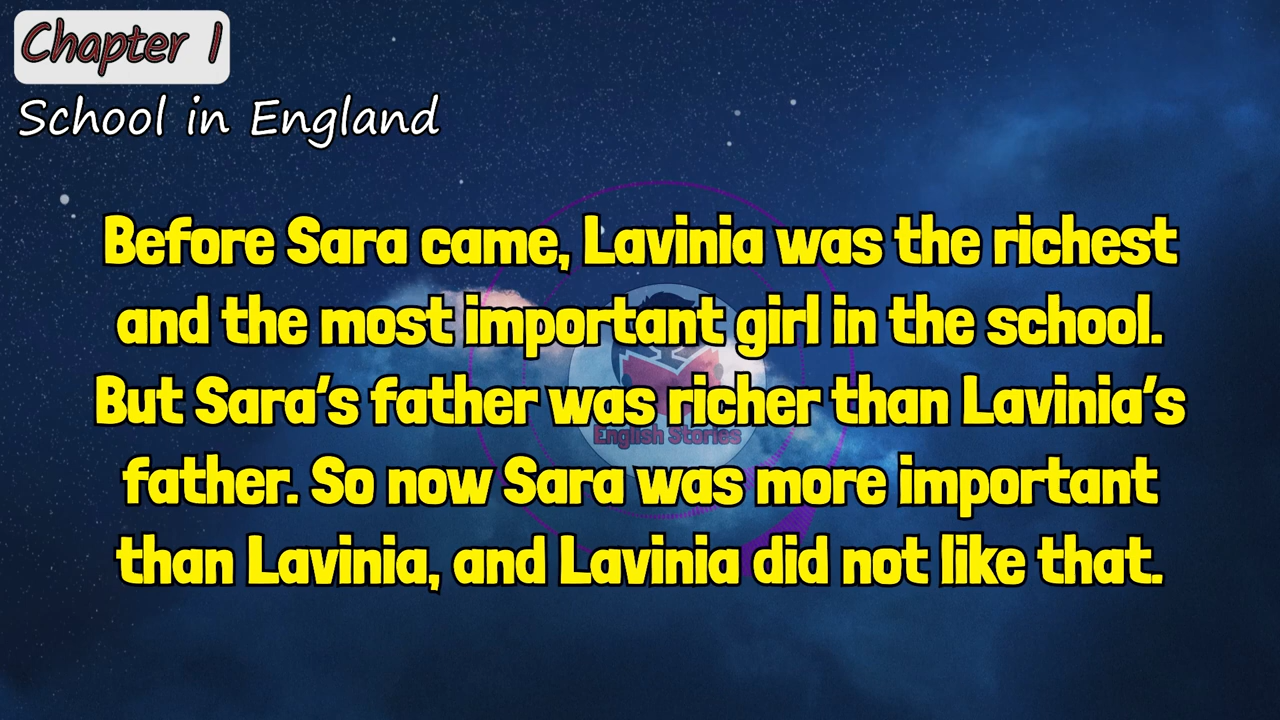 Chapter 1
School in England
Before Sara came, Lavinia was the richest
and the most important girl in the school.
But Sara's father was richer than Lavinia's
father. So now Sara was more important
than Lavinia, and Lavinia did not like that.
English Stories